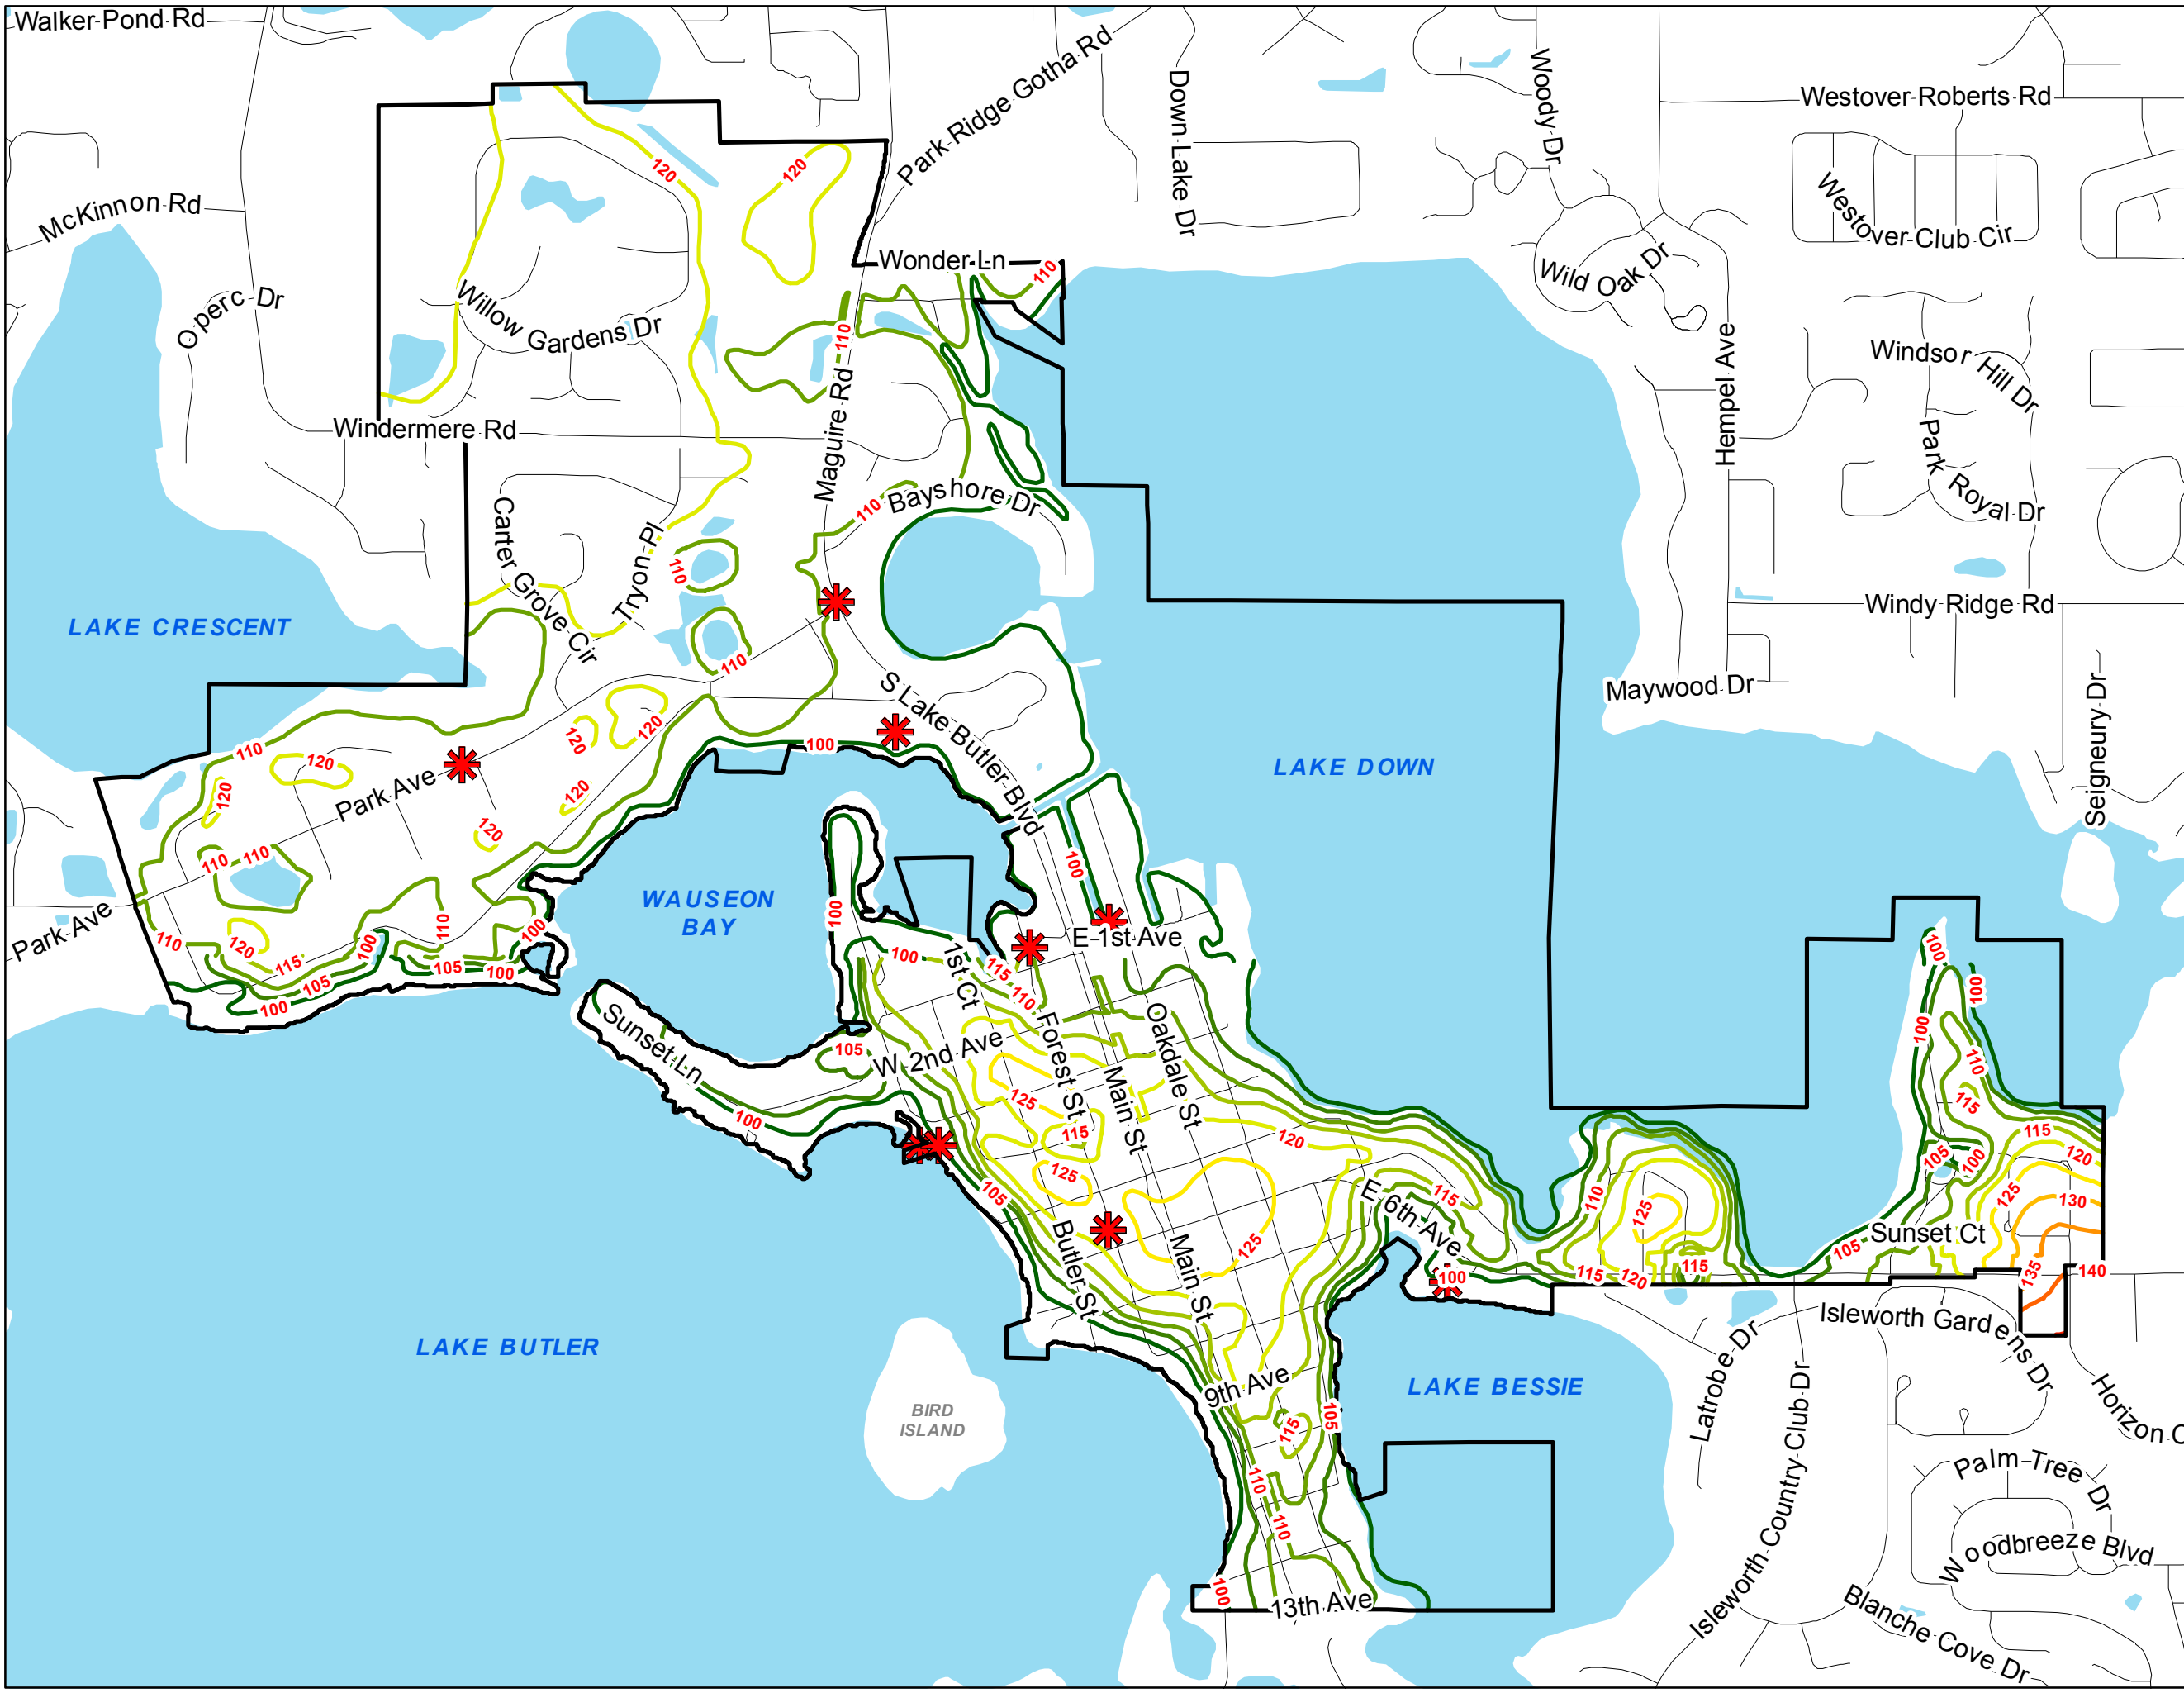 Walker Pond Rd
Park Ridge Gotha Rd
Down Lake Dr
Woody Dr
Westover Roberts Rd
McKinnon Rd
Westover Club Cir
120
120
Wonder Ln
110
Wild Oak Dr
Operc Dr
Willow Gardens Dr
110
Maguire Rd
Hempel Ave
Windsor Hill Dr
Windermere Rd
Park Royal Dr
Carter Grove Cir
Tryon Pl
110
Bayshore Dr
110
LAKE CRESCENT
Windy Ridge Rd
110
S Lake Butler Blvd
Maywood Dr
Seigneury Dr
120
120
110
120
100
LAKE DOWN
120
Park Ave
120
120
110
110
100
WAUSEON
BAY
100
Park Ave
110
120
115
100
110
100
105
100
105
100
100
1st Ct
115
110
E 1st Ave
100
100
100
Sunset Ln
105
W 2nd Ave
Forest St
Main St
Oakdale St
110
125
115
100
115
120
115
120
105
100
125
105
E 6th Ave
115
110
125
125
130
Butler St
Main St
125
105
Sunset Ct
100
115
120
115
135
140
LAKE BUTLER
Isleworth Gardens Dr
Latrobe Dr
Isleworth Country Club Dr
BIRD
ISLAND
9th Ave
LAKE BESSIE
105
115
Horizon C
110
Palm Tree Dr
110
Woodbreeze Blvd
100
13th Ave
Blanche Cove Dr